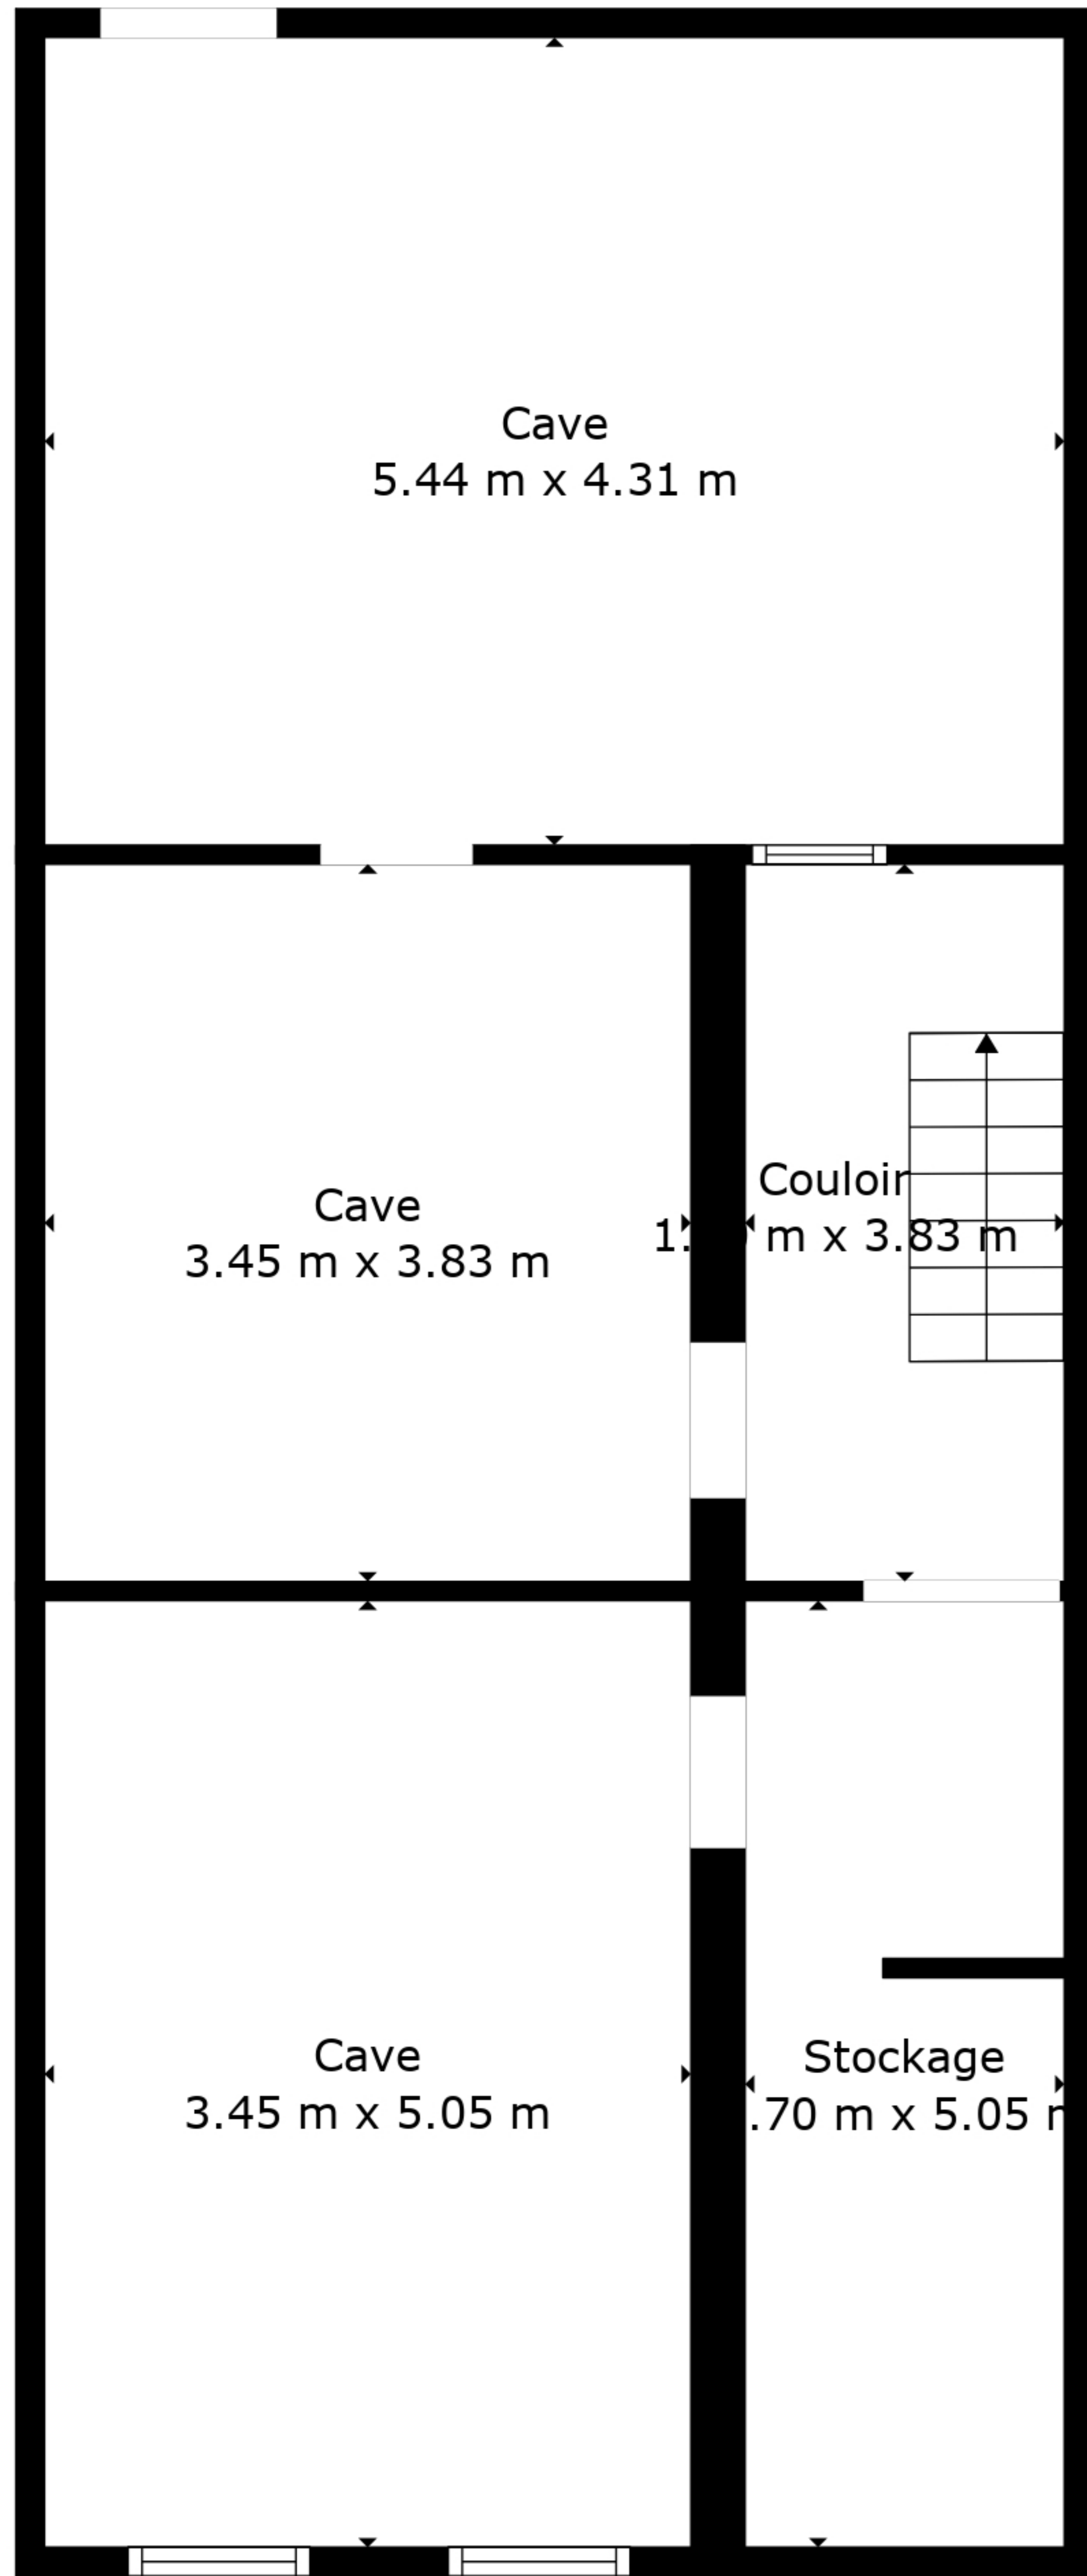 Cave
5.44 m x 4.31 m
Cave
3.45 m x 3.83 m
Couloir
m x 3.83 m
Cave
3.45 m x 5.05 m
Stockage
.70 m x 5.05